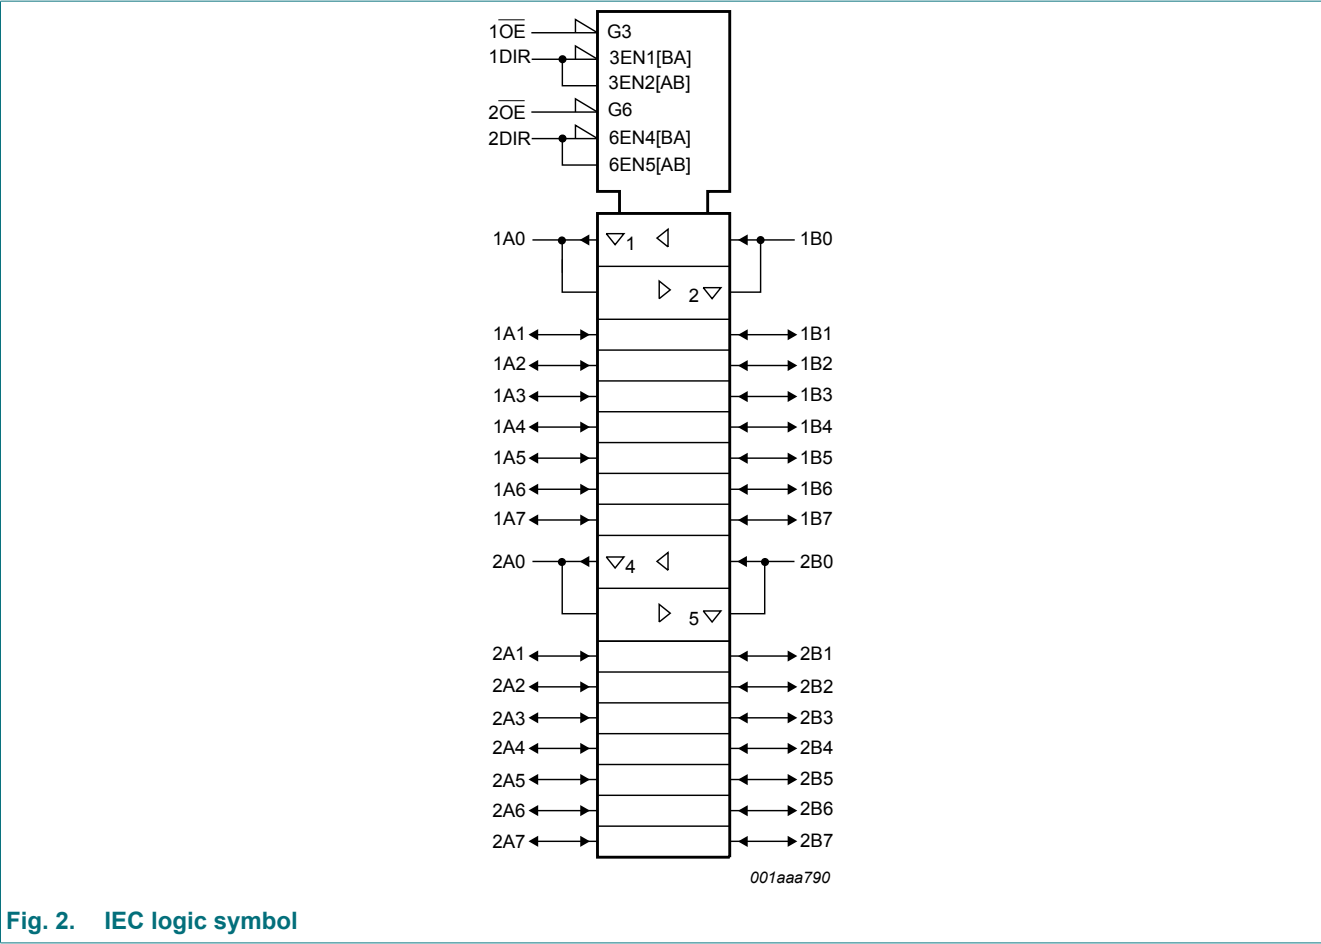 1O̅E̅ G3
1DIR 3EN1[BA]
3EN2[AB]
2O̅E̅ G6
2DIR 6EN4[BA]
6EN5[AB]
1A0 ▽1 ◁ 1B0
▷ 2▽
1A1 1B1
1A2 1B2
1A3 1B3
1A4 1B4
1A5 1B5
1A6 1B6
1A7 1B7
2A0 ▽4 ◁ 2B0
▷ 5▽
2A1 2B1
2A2 2B2
2A3 2B3
2A4 2B4
2A5 2B5
2A6 2B6
2A7 2B7
001aaa790
Fig. 2. IEC logic symbol